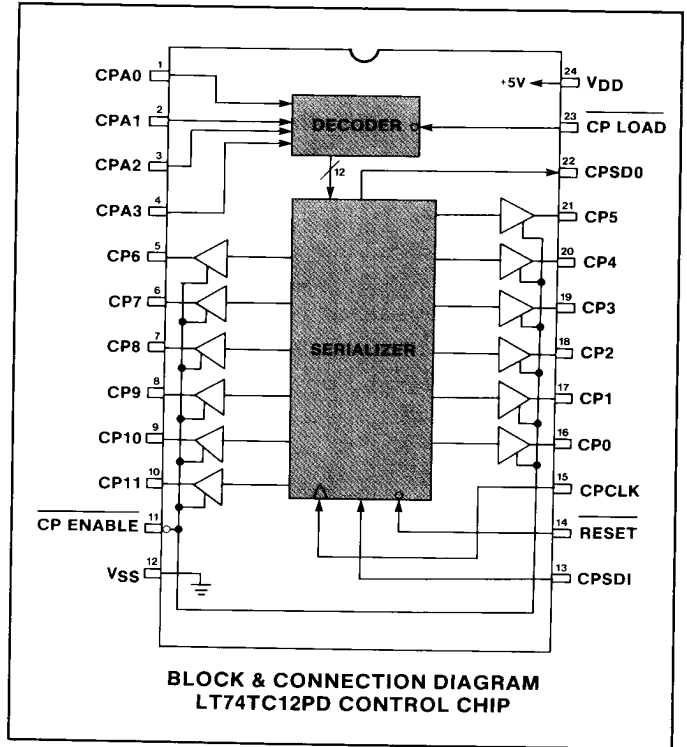 1
CPA0
2
CPA1
3
CPA2
4
CPA3
5
CP6
6
CP7
7
CP8
8
CP9
9
CP10
10
CP11
11
CP ENABLE
12
VSS
DECODER
12
SERIALIZER
+5V
24
VDD
23
CP LOAD
22
CPSD0
21
CP5
20
CP4
19
CP3
18
CP2
17
CP1
16
CP0
15
CPCLK
14
RESET
13
CPSDI
BLOCK & CONNECTION DIAGRAM
LT74TC12PD CONTROL CHIP